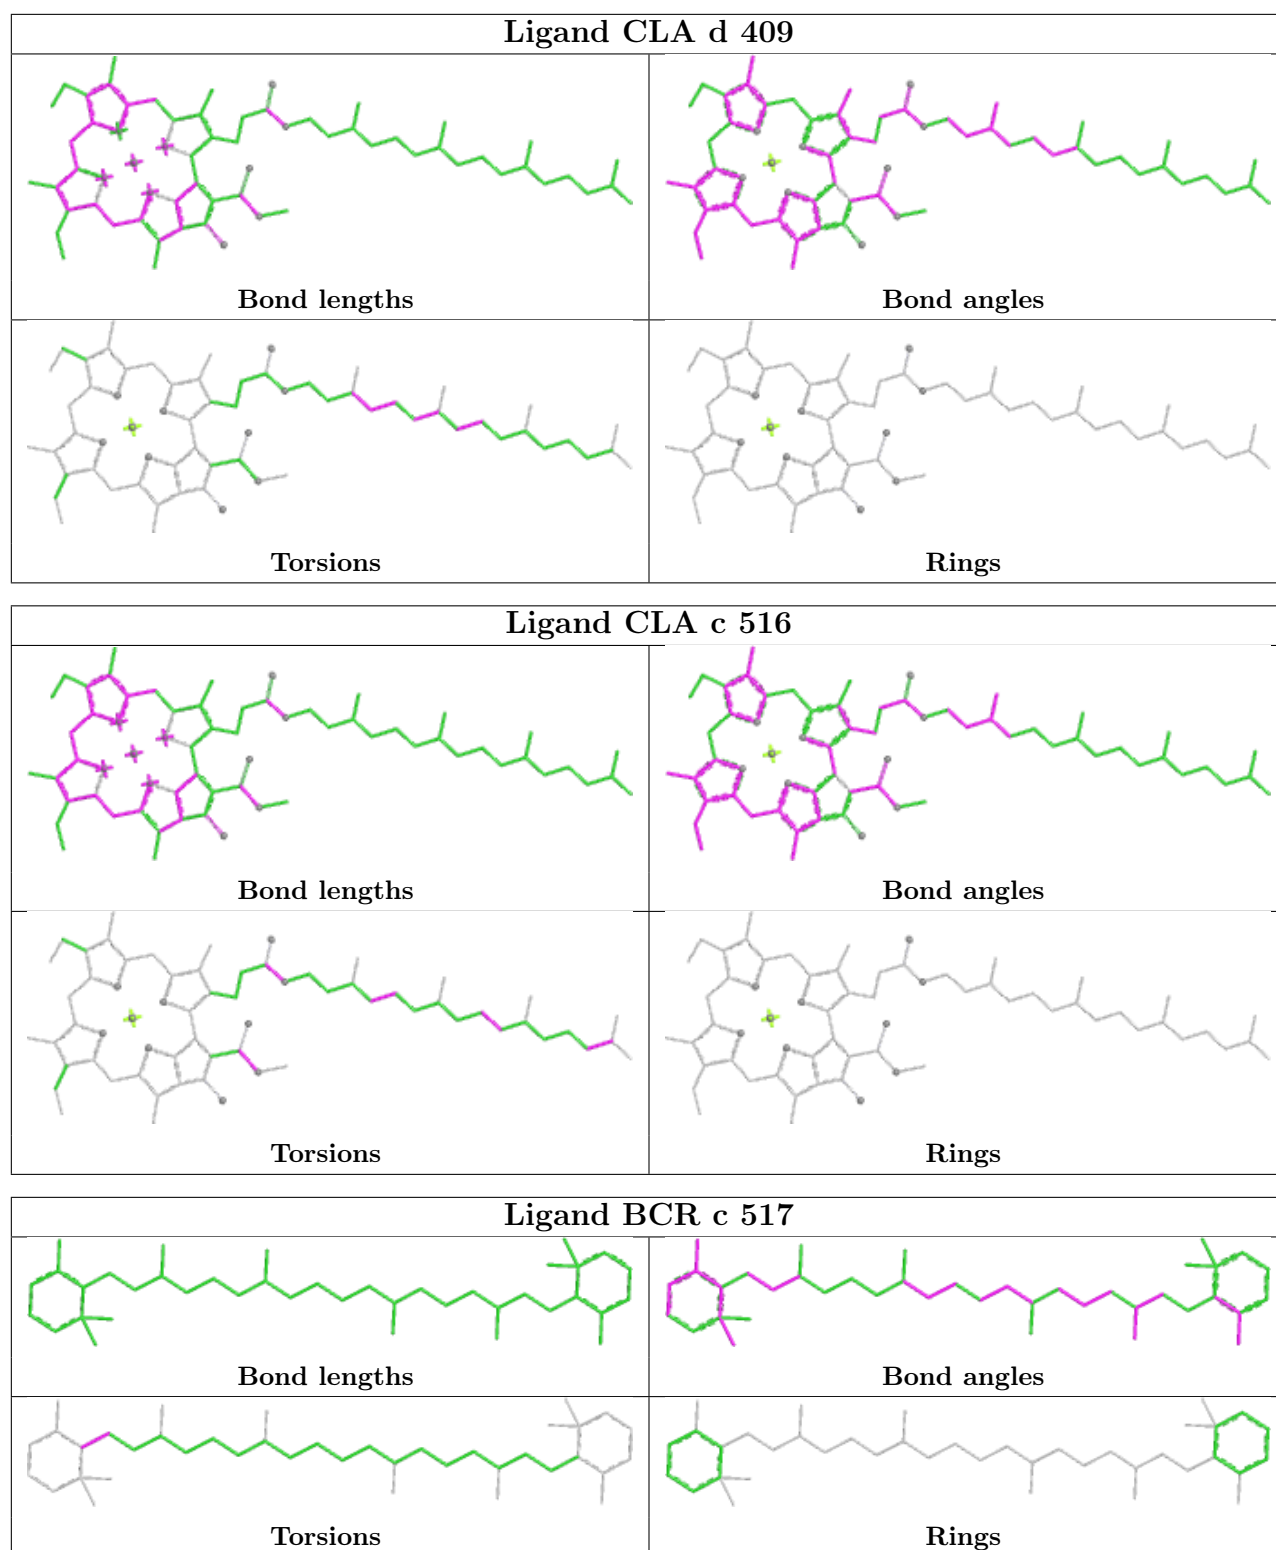 Ligand CLA d 409
Bond lengths
Bond angles
Torsions
Rings
Ligand CLA c 516
Bond lengths
Bond angles
Torsions
Rings
Ligand BCR c 517
Bond lengths
Bond angles
Torsions
Rings